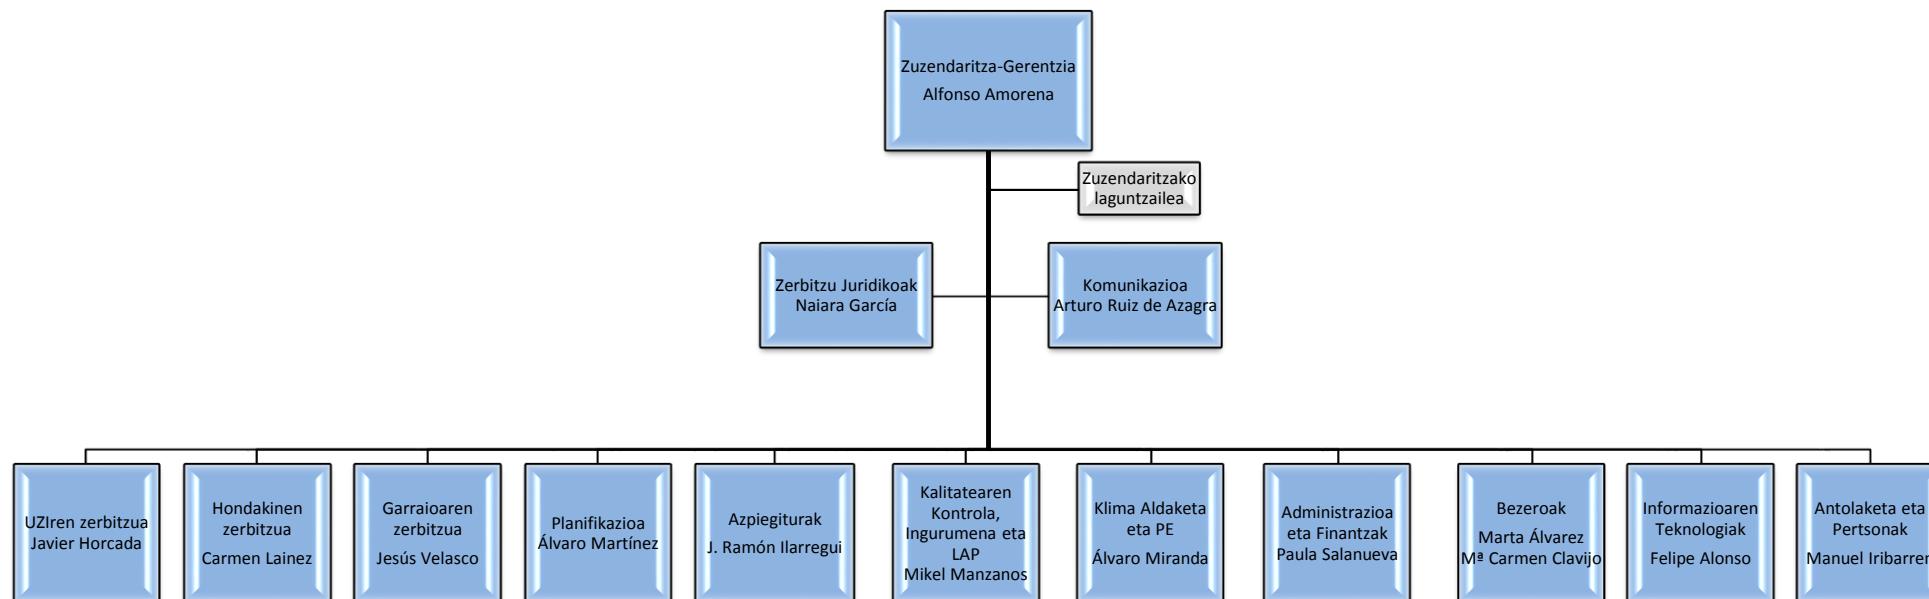 Zuzendaritza-Gerentzia
Alfonso Amorena
Zuzendaritzako
laguntzailea
Zerbitzu Juridikoak
Naiara García
Komunikazioa
Arturo Ruiz de Azagra
UZIren zerbitzua
Javier Horcada
Hondakinen
zerbitzua
Carmen Lainez
Garraioaren
zerbitzua
Jesús Velasco
Planifikazioa
Álvaro Martínez
Azpiegiturak
J. Ramón Ilarregui
Kalitatearen
Kontrola,
Ingurumena eta
LAP
Mikel Manzanos
Klima Aldaketa
eta PE
Álvaro Miranda
Administrazioa
eta Finantzak
Paula Salanueva
Bezeroak
Marta Álvarez
Mª Carmen Clavijo
Informazioaren
Teknologiak
Felipe Alonso
Antolaketa eta
Pertsonak
Manuel Iribarren